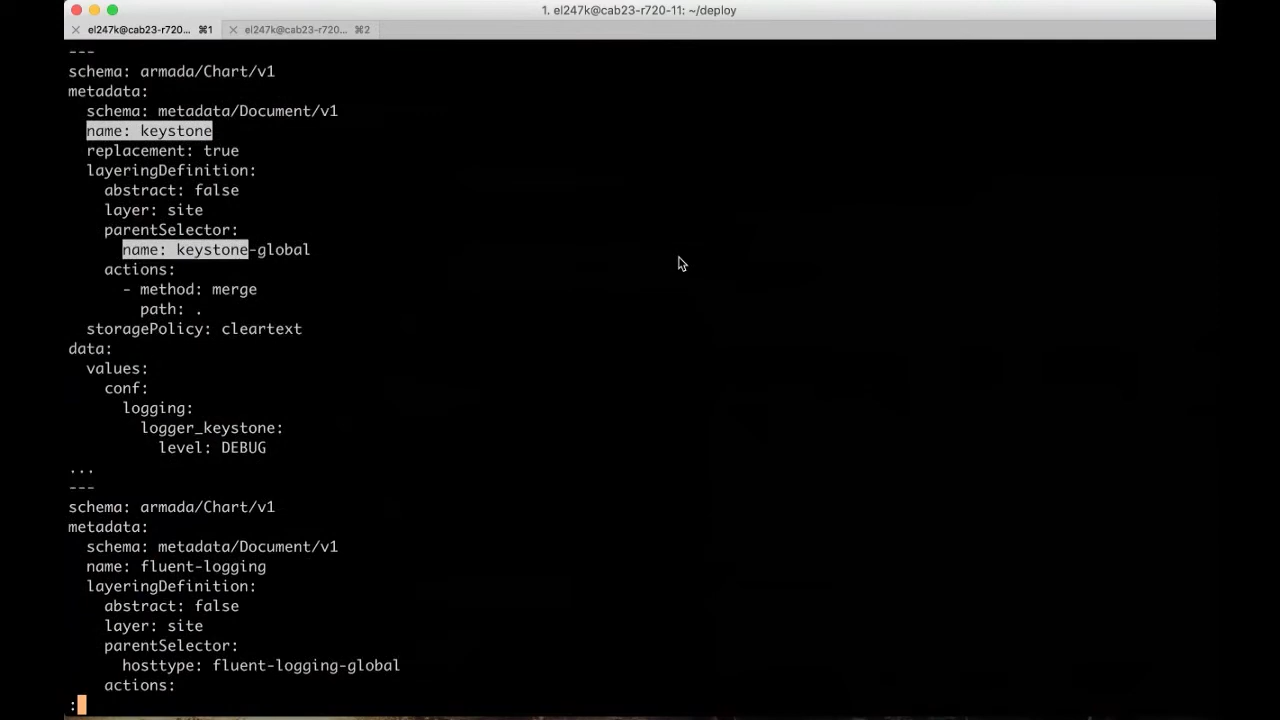 1. el247k@cab23-r720-11: ~/deploy
el247k@cab23-r720... ⌘1 el247k@cab23-r720... ⌘2
---
schema: armada/Chart/v1
metadata:
  schema: metadata/Document/v1
  name: keystone
  replacement: true
  layeringDefinition:
    abstract: false
    layer: site
    parentSelector:
      name: keystone-global
    actions:
      - method: merge
        path: .
  storagePolicy: cleartext
data:
  values:
    conf:
      logging:
        logger_keystone:
          level: DEBUG
...
---
schema: armada/Chart/v1
metadata:
  schema: metadata/Document/v1
  name: fluent-logging
  layeringDefinition:
    abstract: false
    layer: site
    parentSelector:
      hosttype: fluent-logging-global
    actions:
: